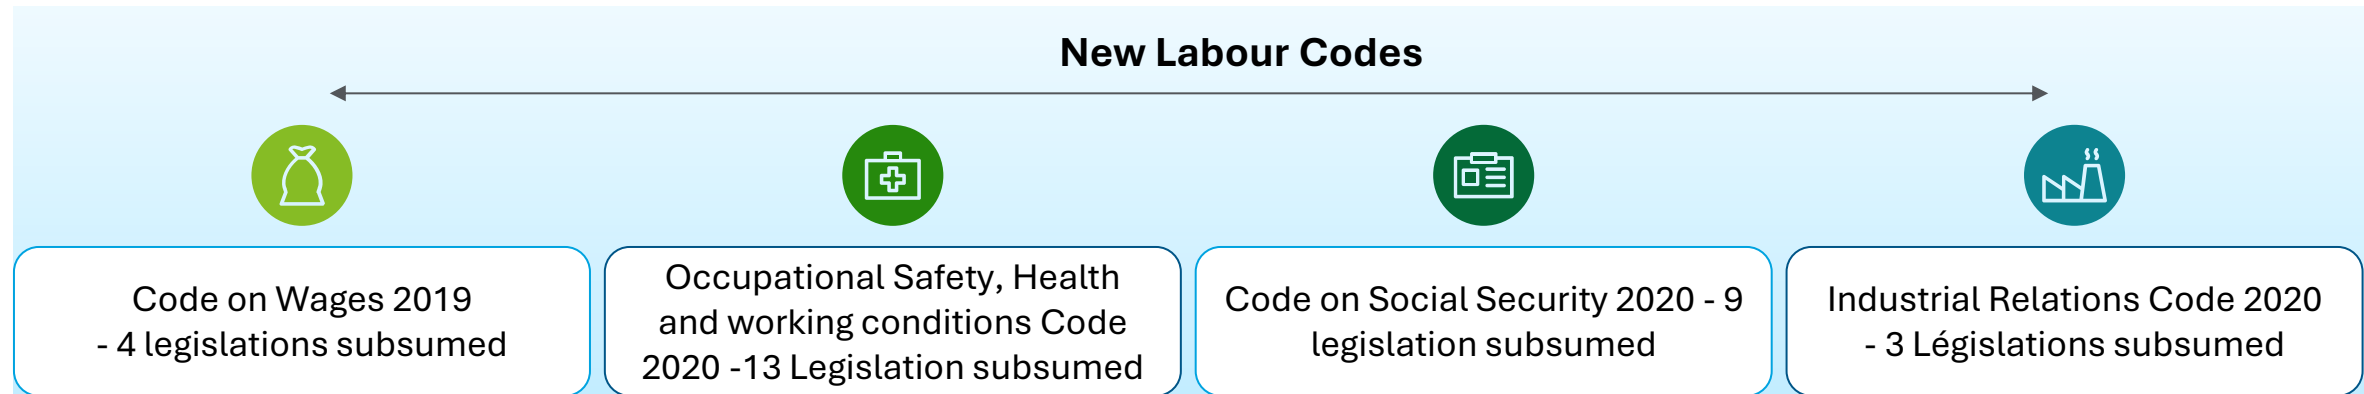 New Labour Codes
Code on Wages 2019
- 4 legislations subsumed
Occupational Safety, Health
and working conditions Code
2020 -13 Legislation subsumed
Code on Social Security 2020 - 9
legislation subsumed
Industrial Relations Code 2020
- 3 Législations subsumed